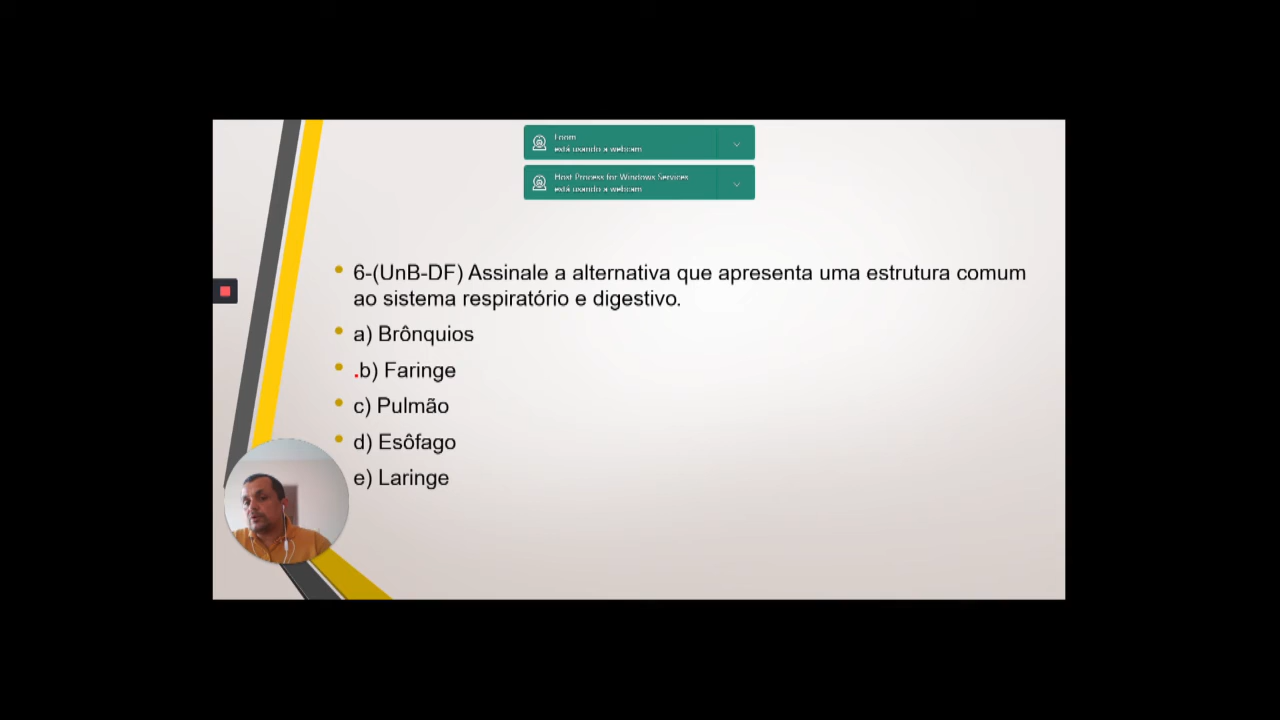 Loom
está usando a webcam
Host Process for Windows Services
está usando a webcam
6-(UnB-DF) Assinale a alternativa que apresenta uma estrutura comum
ao sistema respiratório e digestivo.
a) Brônquios
.b) Faringe
c) Pulmão
d) Esôfago
e) Laringe